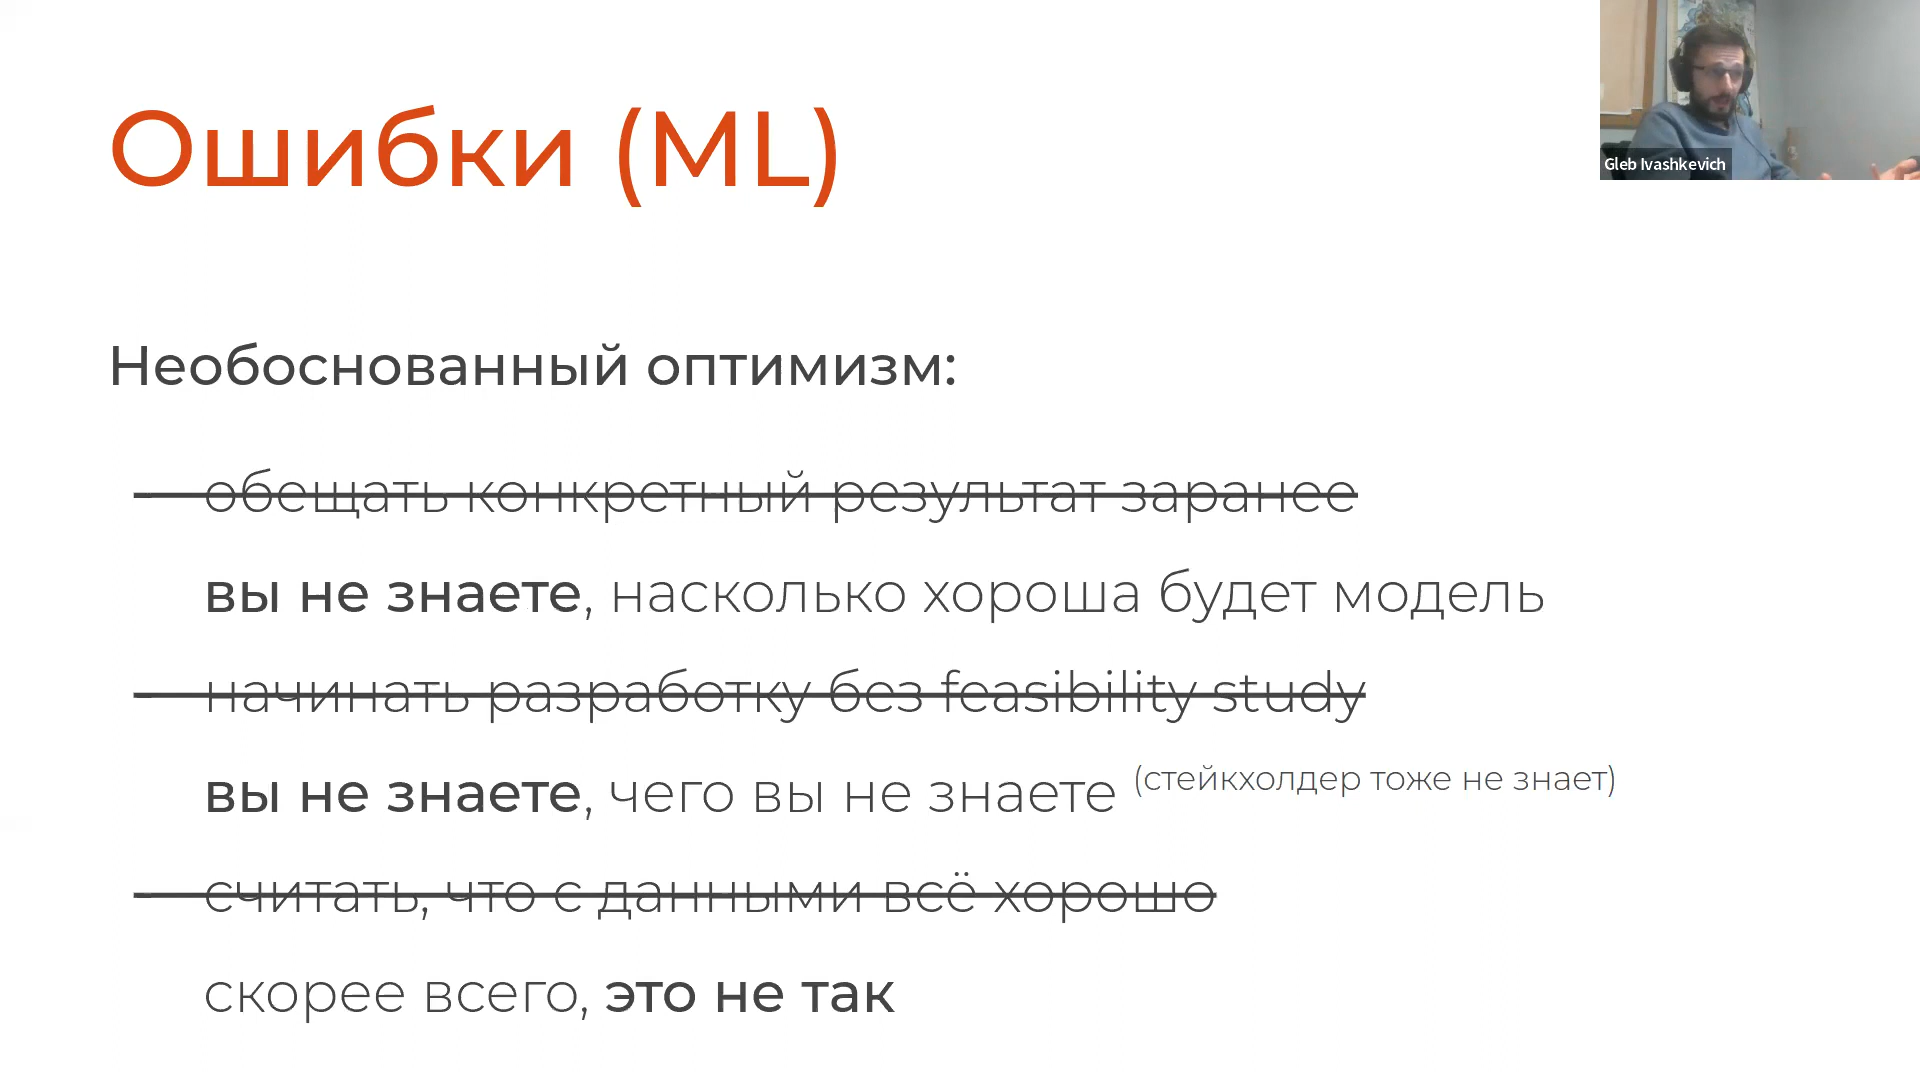 Ошибки (ML)
Gleb Ivashkevich
Необоснованный оптимизм:
обещать конкретный результат заранее
вы не знаете, насколько хороша будет модель
начинать разработку без feasibility study
вы не знаете, чего вы не знаете (стейкхолдер тоже не знает)
считать, что с данными всё хорошо
скорее всего, это не так